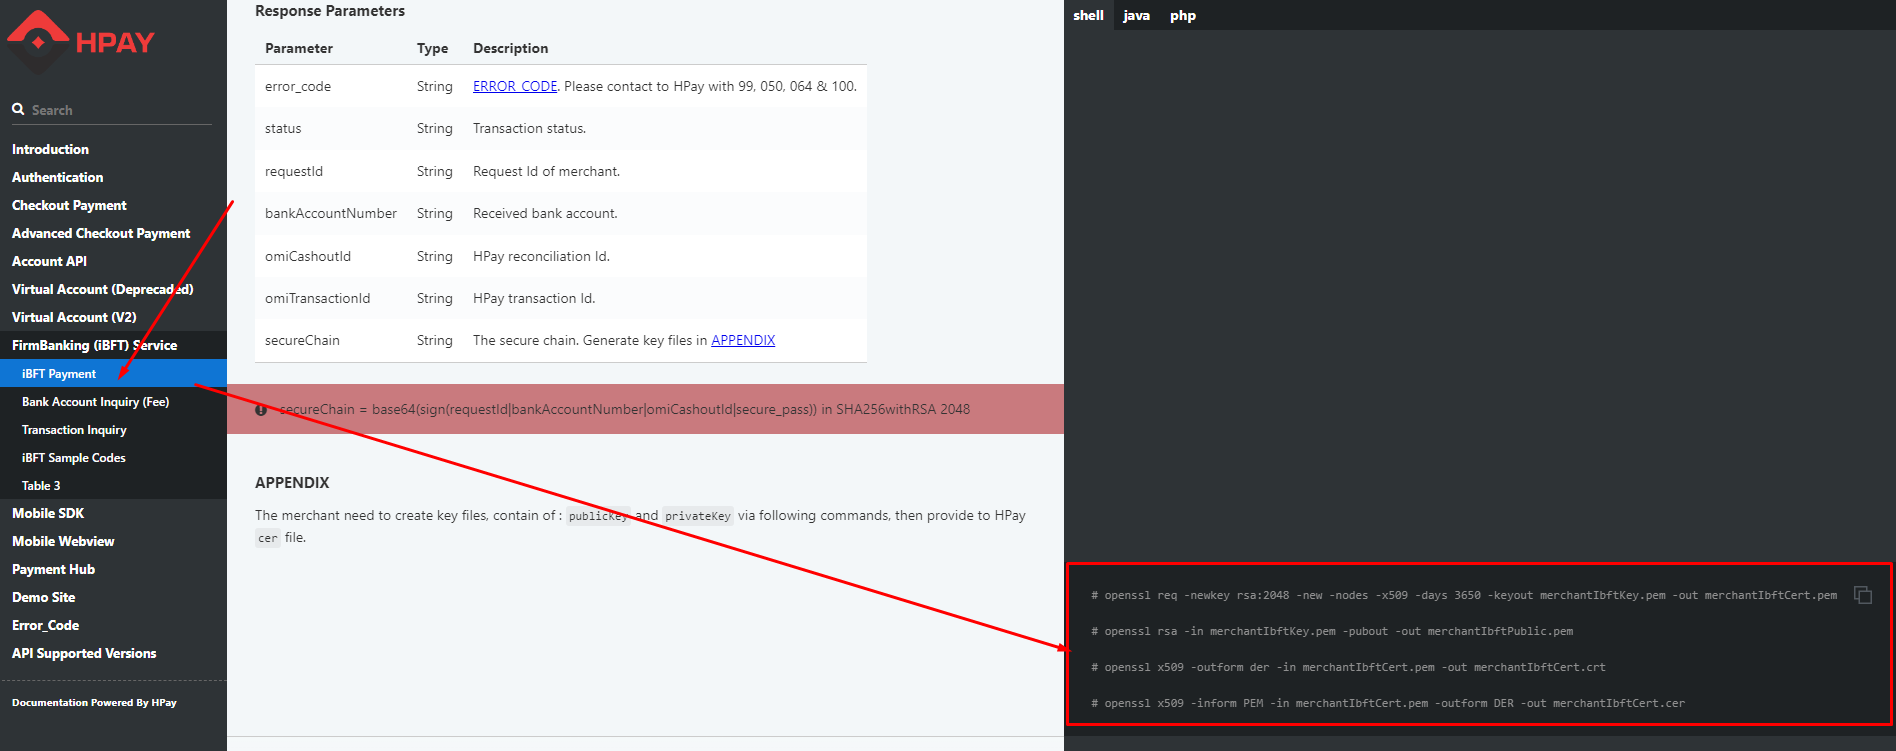 HPAY
Search
Introduction
Authentication
Checkout Payment
Advanced Checkout Payment
Account API
Virtual Account (Deprecaded)
Virtual Account (V2)
FirmBanking (iBFT) Service
iBFT Payment
Bank Account Inquiry (Fee)
Transaction Inquiry
iBFT Sample Codes
Table 3
Mobile SDK
Mobile Webview
Payment Hub
Demo Site
Error_Code
API Supported Versions
Documentation Powered By HPay
Response Parameters
Parameter Type Description
error_code String ERROR_CODE. Please contact to HPay with 99, 050, 064 & 100.
status String Transaction status.
requestId String Request Id of merchant.
bankAccountNumber String Received bank account.
omiCashoutId String HPay reconciliation Id.
omiTransactionId String HPay transaction Id.
secureChain String The secure chain. Generate key files in APPENDIX
secureChain = base64(sign(requestId|bankAccountNumber|omiCashoutId|secure_pass)) in SHA256withRSA 2048
APPENDIX
The merchant need to create key files, contain of : publicKey and privateKey via following commands, then provide to HPay
cer file.
shell java php
# openssl req -newkey rsa:2048 -new -nodes -x509 -days 3650 -keyout merchantIbftKey.pem -out merchantIbftCert.pem
# openssl rsa -in merchantIbftKey.pem -pubout -out merchantIbftPublic.pem
# openssl x509 -outform der -in merchantIbftCert.pem -out merchantIbftCert.crt
# openssl x509 -inform PEM -in merchantIbftCert.pem -outform DER -out merchantIbftCert.cer